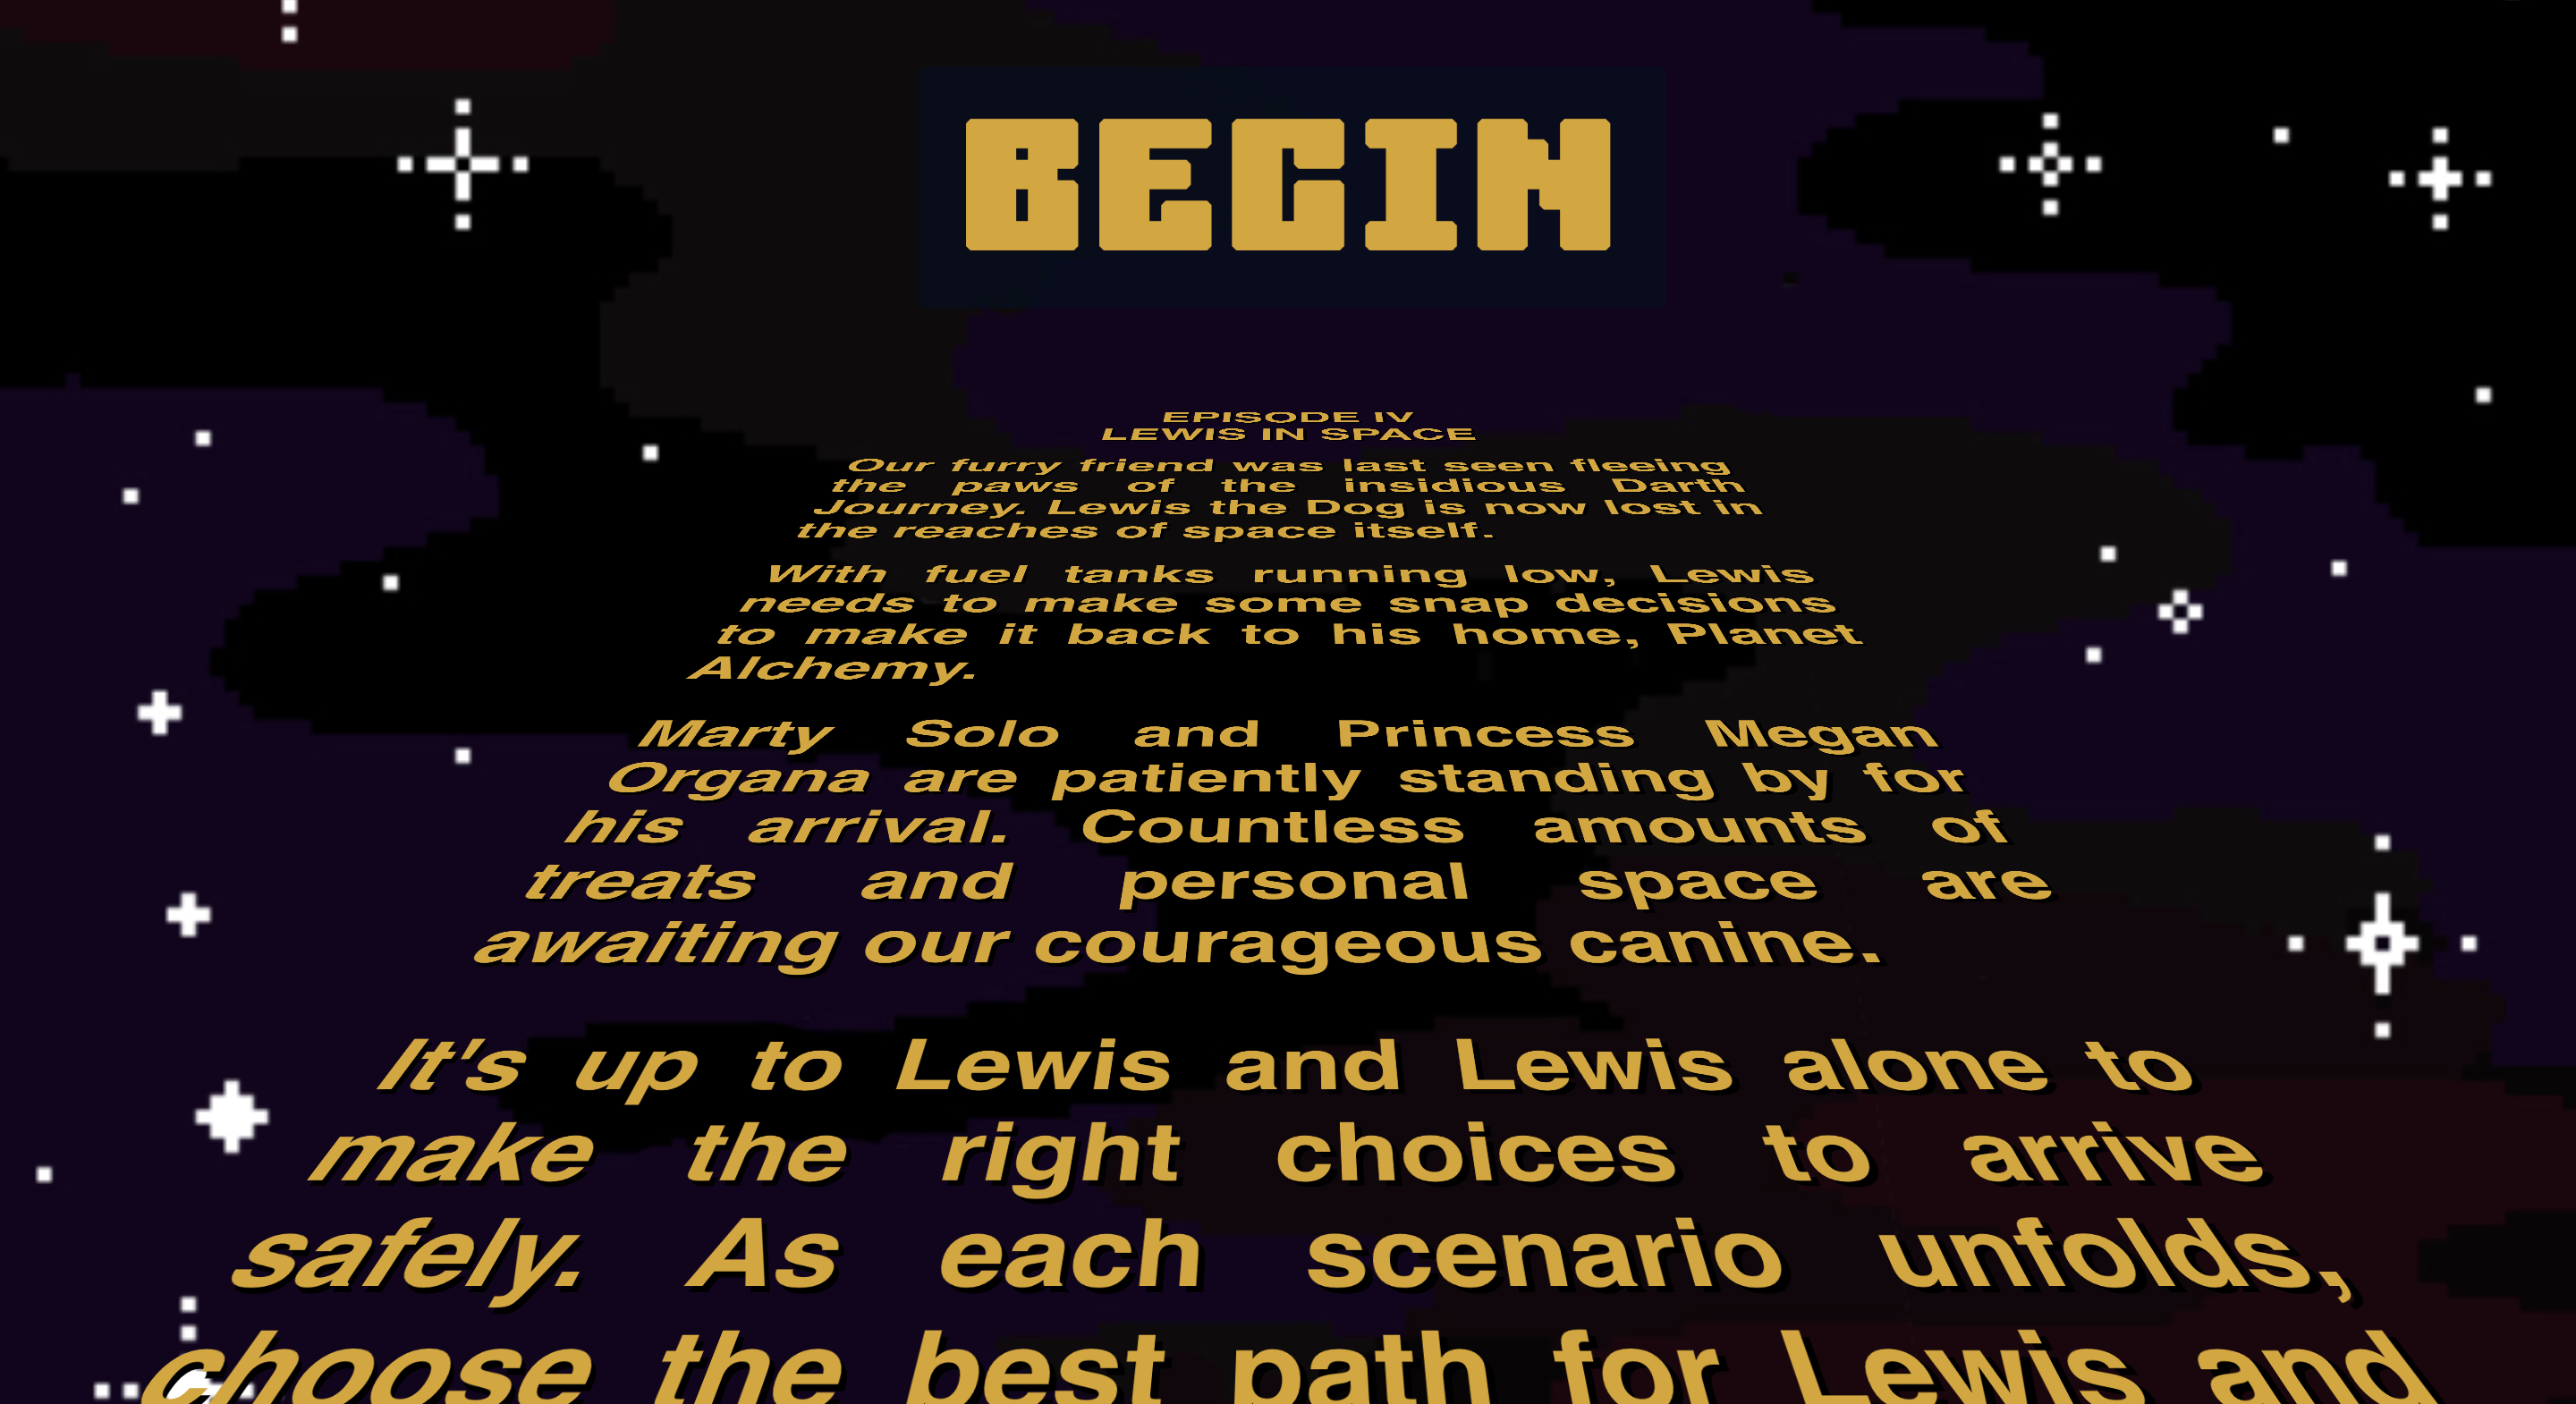 BEGIN
EPISODE IV
LEWIS IN SPACE
Our furry friend was last seen fleeing
the paws of the insidious Darth
Journey. Lewis the Dog is now lost in
the reaches of space itself.
With fuel tanks running low, Lewis
needs to make some snap decisions
to make it back to his home, Planet
Alchemy.
Marty Solo and Princess Megan
Organa are patiently standing by for
his arrival. Countless amounts of
treats and personal space are
awaiting our courageous canine.
It's up to Lewis and Lewis alone to
make the right choices to arrive
safely. As each scenario unfolds,
choose the best path for Lewis and